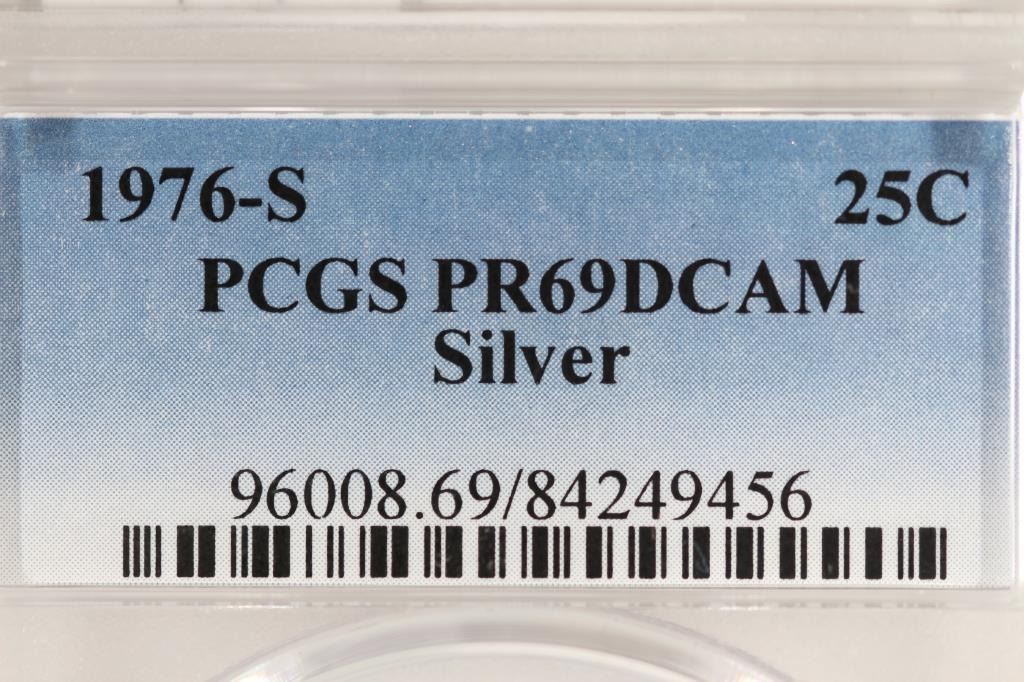 1976-S 25C
PCGS PR69DCAM
Silver
96008.69/84249456